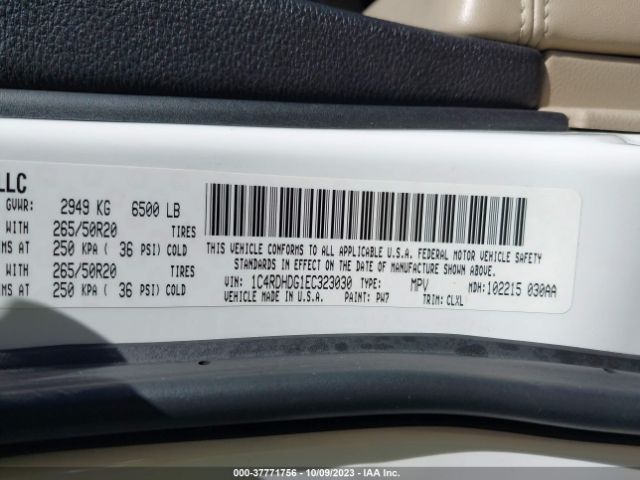 LLC
GVWR: 2949 KG 6500 LB
WITH 265/50R20 TIRES
MS AT 250 KPA ( 36 PSI) COLD
WITH 265/50R20 TIRES
MS AT 250 KPA ( 36 PSI) COLD
THIS VEHICLE CONFORMS TO ALL APPLICABLE U.S.A. FEDERAL MOTOR VEHICLE SAFETY
STANDARDS IN EFFECT ON THE DATE OF MANUFACTURE SHOWN ABOVE.
VIN: 1C4RDHDG1EC323030 TYPE: MPV MDH:102215 030AA
VEHICLE MADE IN U.S.A. PAINT: PW7 TRIM: CLXL
000-37771756 - 10/09/2023 - IAA Inc.